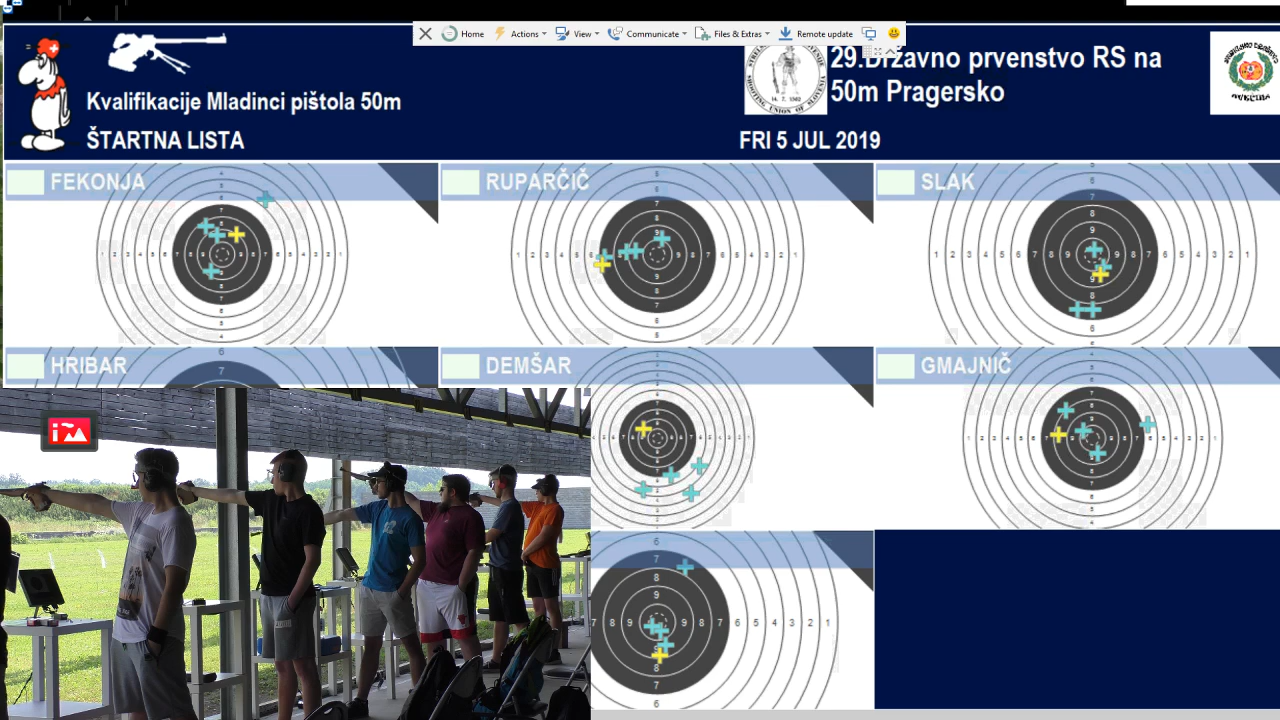 Home Actions View Communicate Files & Extras Remote update
Kvalifikacije Mladinci pištola 50m
ŠTARTNA LISTA
29.Državno prvenstvo RS na
50m Pragersko
FRI 5 JUL 2019
FEKONJA
RUPARČIČ
SLAK
HRIBAR
DEMŠAR
GMAJNIČ